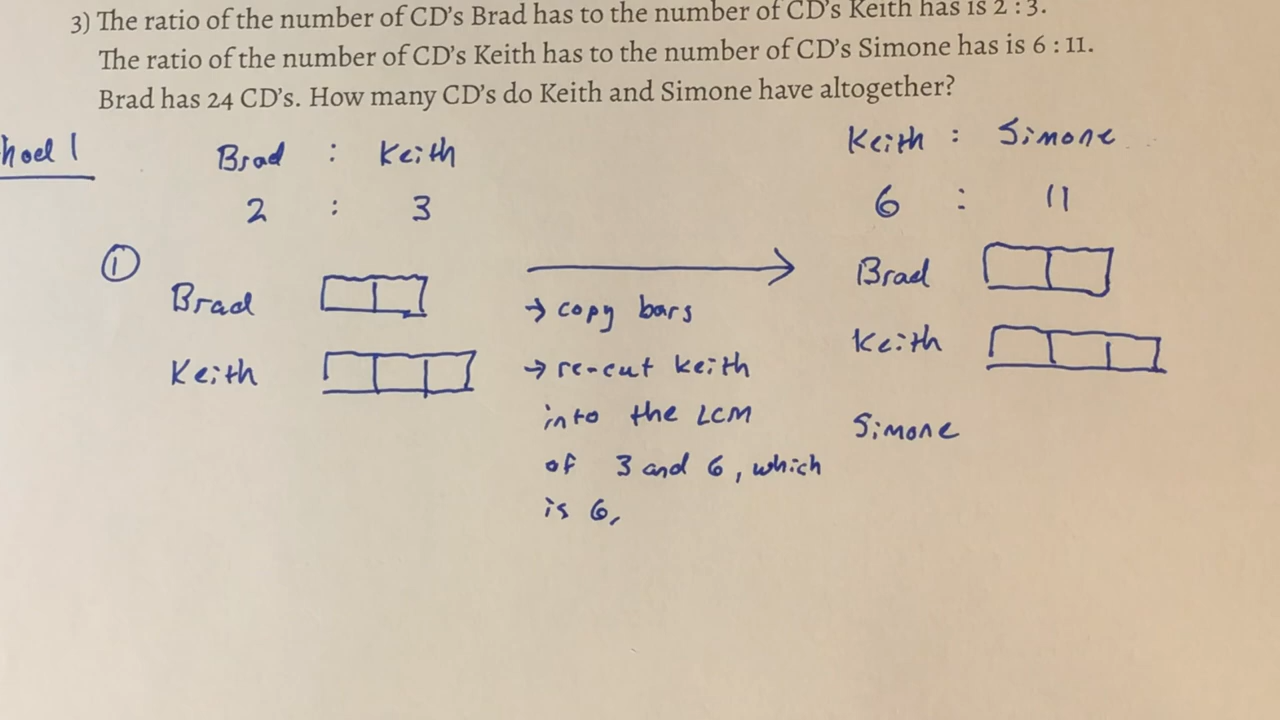 3) The ratio of the number of CD's Brad has to the number of CD's Keith has is 2 : 3.
The ratio of the number of CD's Keith has to the number of CD's Simone has is 6 : 11.
Brad has 24 CD's. How many CD's do Keith and Simone have altogether?
hod 1
Brad : Keith
2 : 3
Keith : Simone
6 : 11
①
Brad
Keith
→ copy bars
→ re-cut Keith
into the LCM
of 3 and 6, which
is 6,
Brad
Keith
Simone